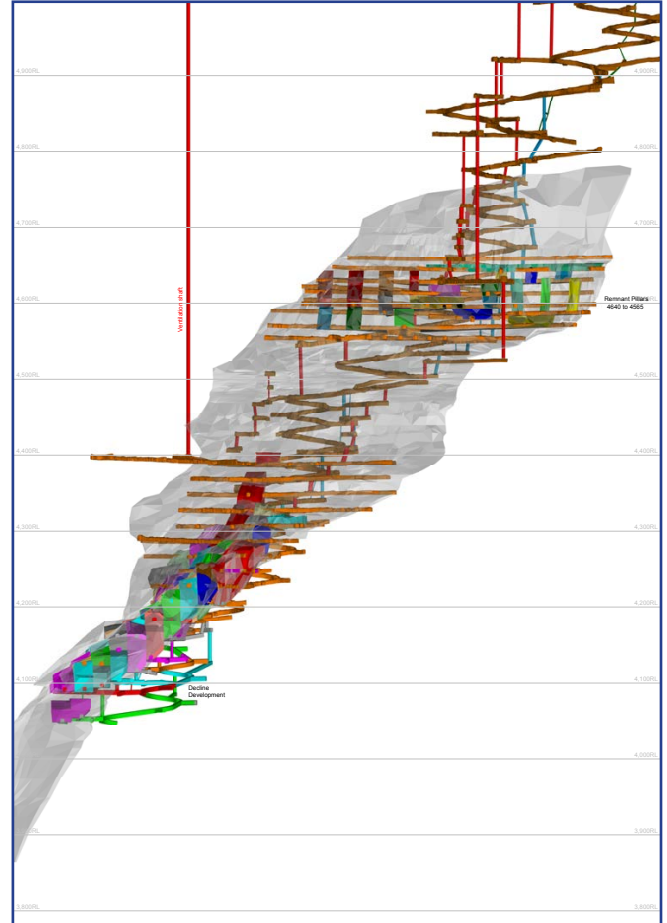 4,900RL 4,900RL
4,800RL 4,800RL
4,700RL 4,700RL
4,600RL
Remnant Pillars
4640 to 4565
Ventilation shaft
4,500RL 4,500RL
4,400RL 4,400RL
4,300RL 4,300RL
4,200RL 4,200RL
4,100RL 4,100RL
Decline
Development
4,000RL 4,000RL
3,900RL
3,800RL 3,800RL